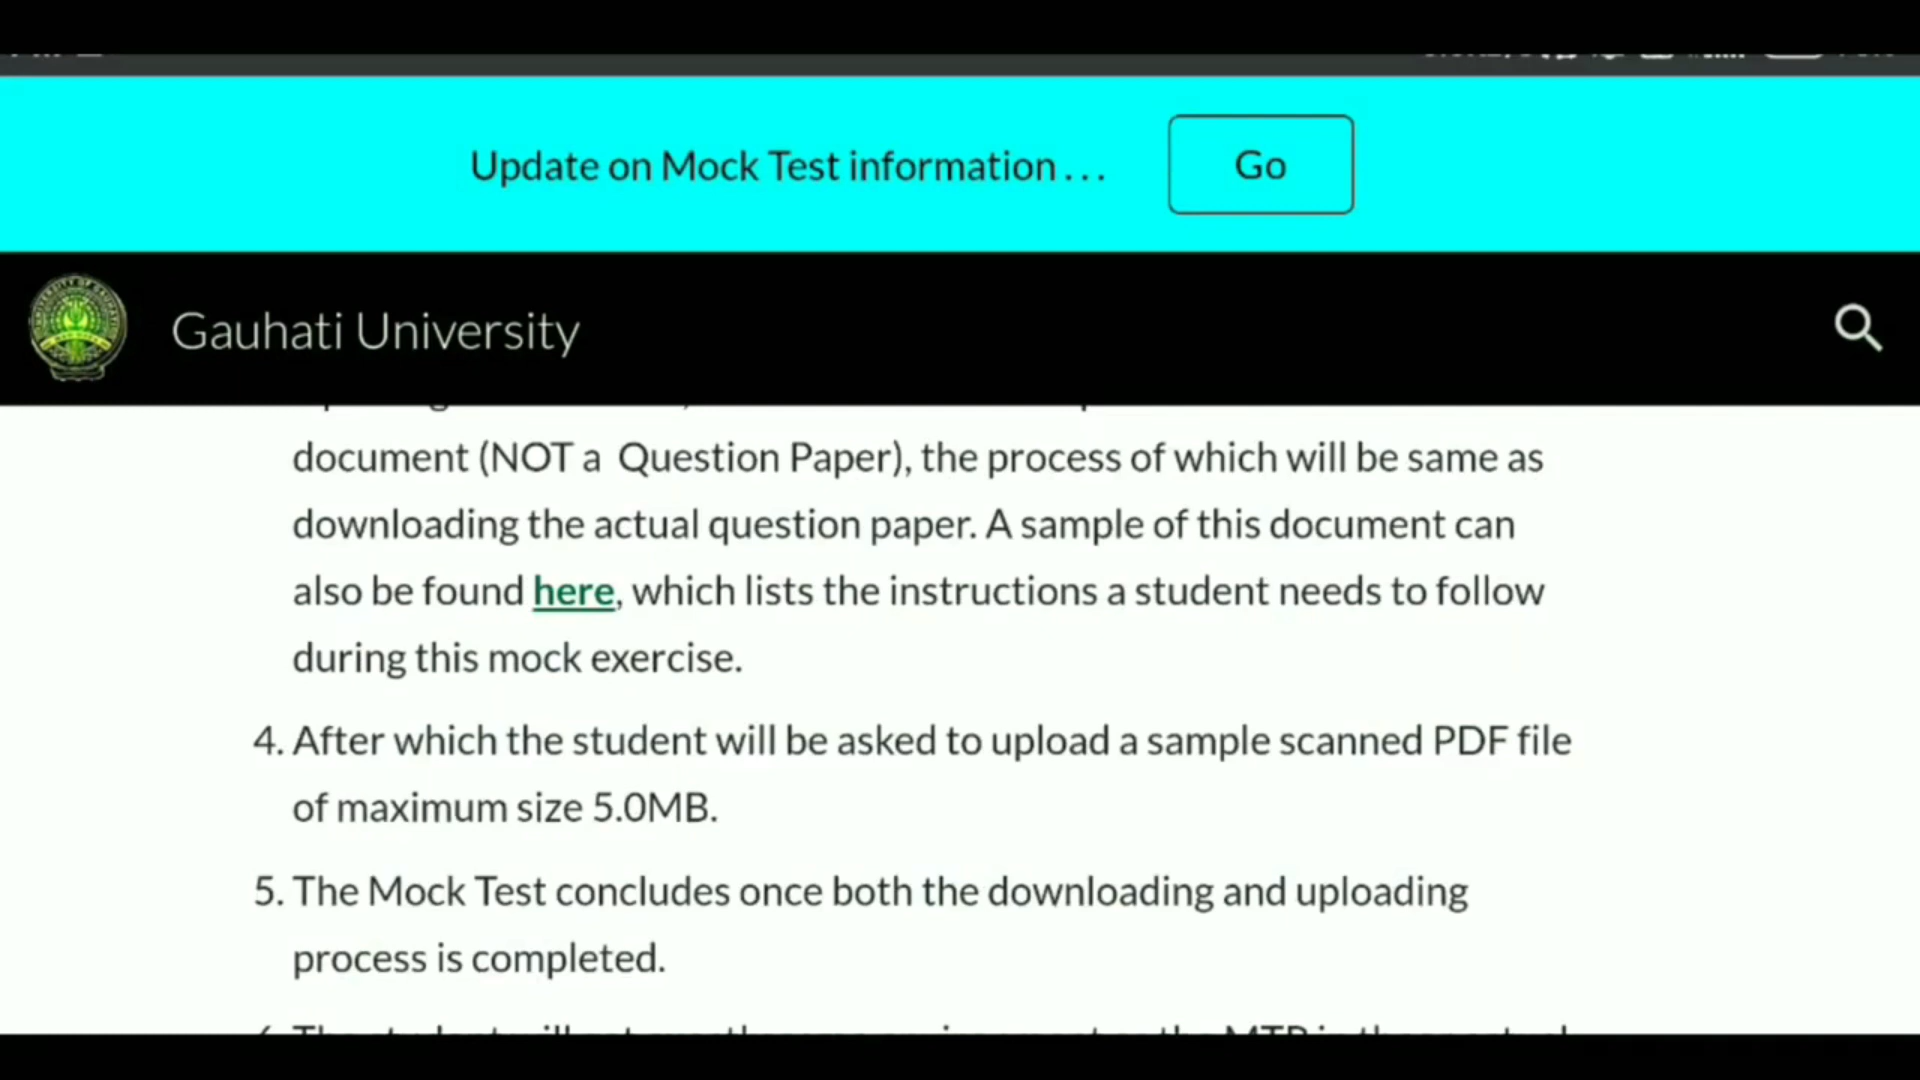 Update on Mock Test information . . .
Go
Gauhati University
document (NOT a Question Paper), the process of which will be same as
downloading the actual question paper. A sample of this document can
also be found here, which lists the instructions a student needs to follow
during this mock exercise.
4. After which the student will be asked to upload a sample scanned PDF file
of maximum size 5.0MB.
5. The Mock Test concludes once both the downloading and uploading
process is completed.